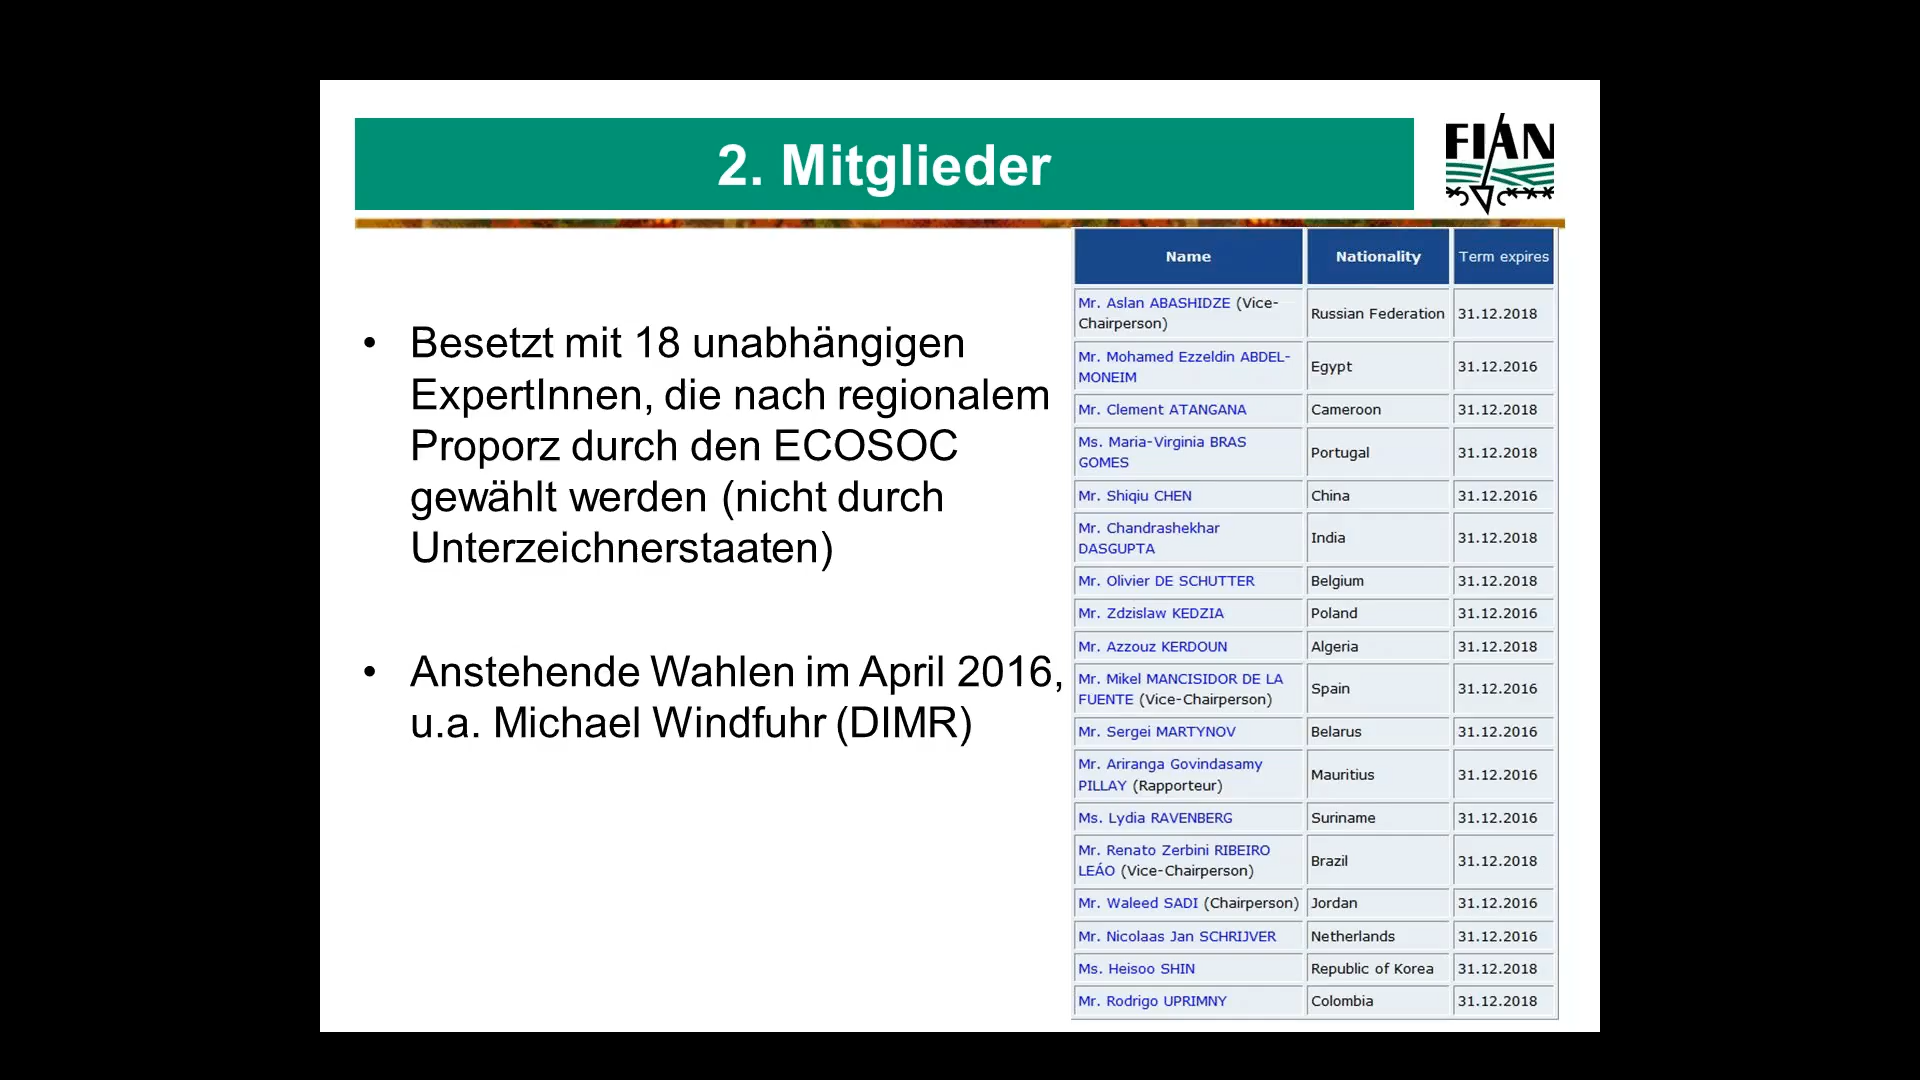 2. Mitglieder
FIAN
• Besetzt mit 18 unabhängigen
ExpertInnen, die nach regionalem
Proporz durch den ECOSOC
gewählt werden (nicht durch
Unterzeichnerstaaten)
• Anstehende Wahlen im April 2016,
u.a. Michael Windfuhr (DIMR)
Name Nationality Term expires
Mr. Aslan ABASHIDZE (Vice-
Chairperson) Russian Federation 31.12.2018
Mr. Mohamed Ezzeldin ABDEL-
MONEIM Egypt 31.12.2016
Mr. Clement ATANGANA Cameroon 31.12.2018
Ms. Maria-Virginia BRAS
GOMES Portugal 31.12.2018
Mr. Shiqiu CHEN China 31.12.2016
Mr. Chandrashekhar
DASGUPTA India 31.12.2018
Mr. Olivier DE SCHUTTER Belgium 31.12.2018
Mr. Zdzislaw KEDZIA Poland 31.12.2016
Mr. Azzouz KERDOUN Algeria 31.12.2018
Mr. Mikel MANCISIDOR DE LA
FUENTE (Vice-Chairperson) Spain 31.12.2016
Mr. Sergei MARTYNOV Belarus 31.12.2016
Mr. Ariranga Govindasamy
PILLAY (Rapporteur) Mauritius 31.12.2016
Ms. Lydia RAVENBERG Suriname 31.12.2016
Mr. Renato Zerbini RIBEIRO
LEÁO (Vice-Chairperson) Brazil 31.12.2018
Mr. Waleed SADI (Chairperson) Jordan 31.12.2016
Mr. Nicolaas Jan SCHRIJVER Netherlands 31.12.2016
Ms. Heisoo SHIN Republic of Korea 31.12.2018
Mr. Rodrigo UPRIMNY Colombia 31.12.2018